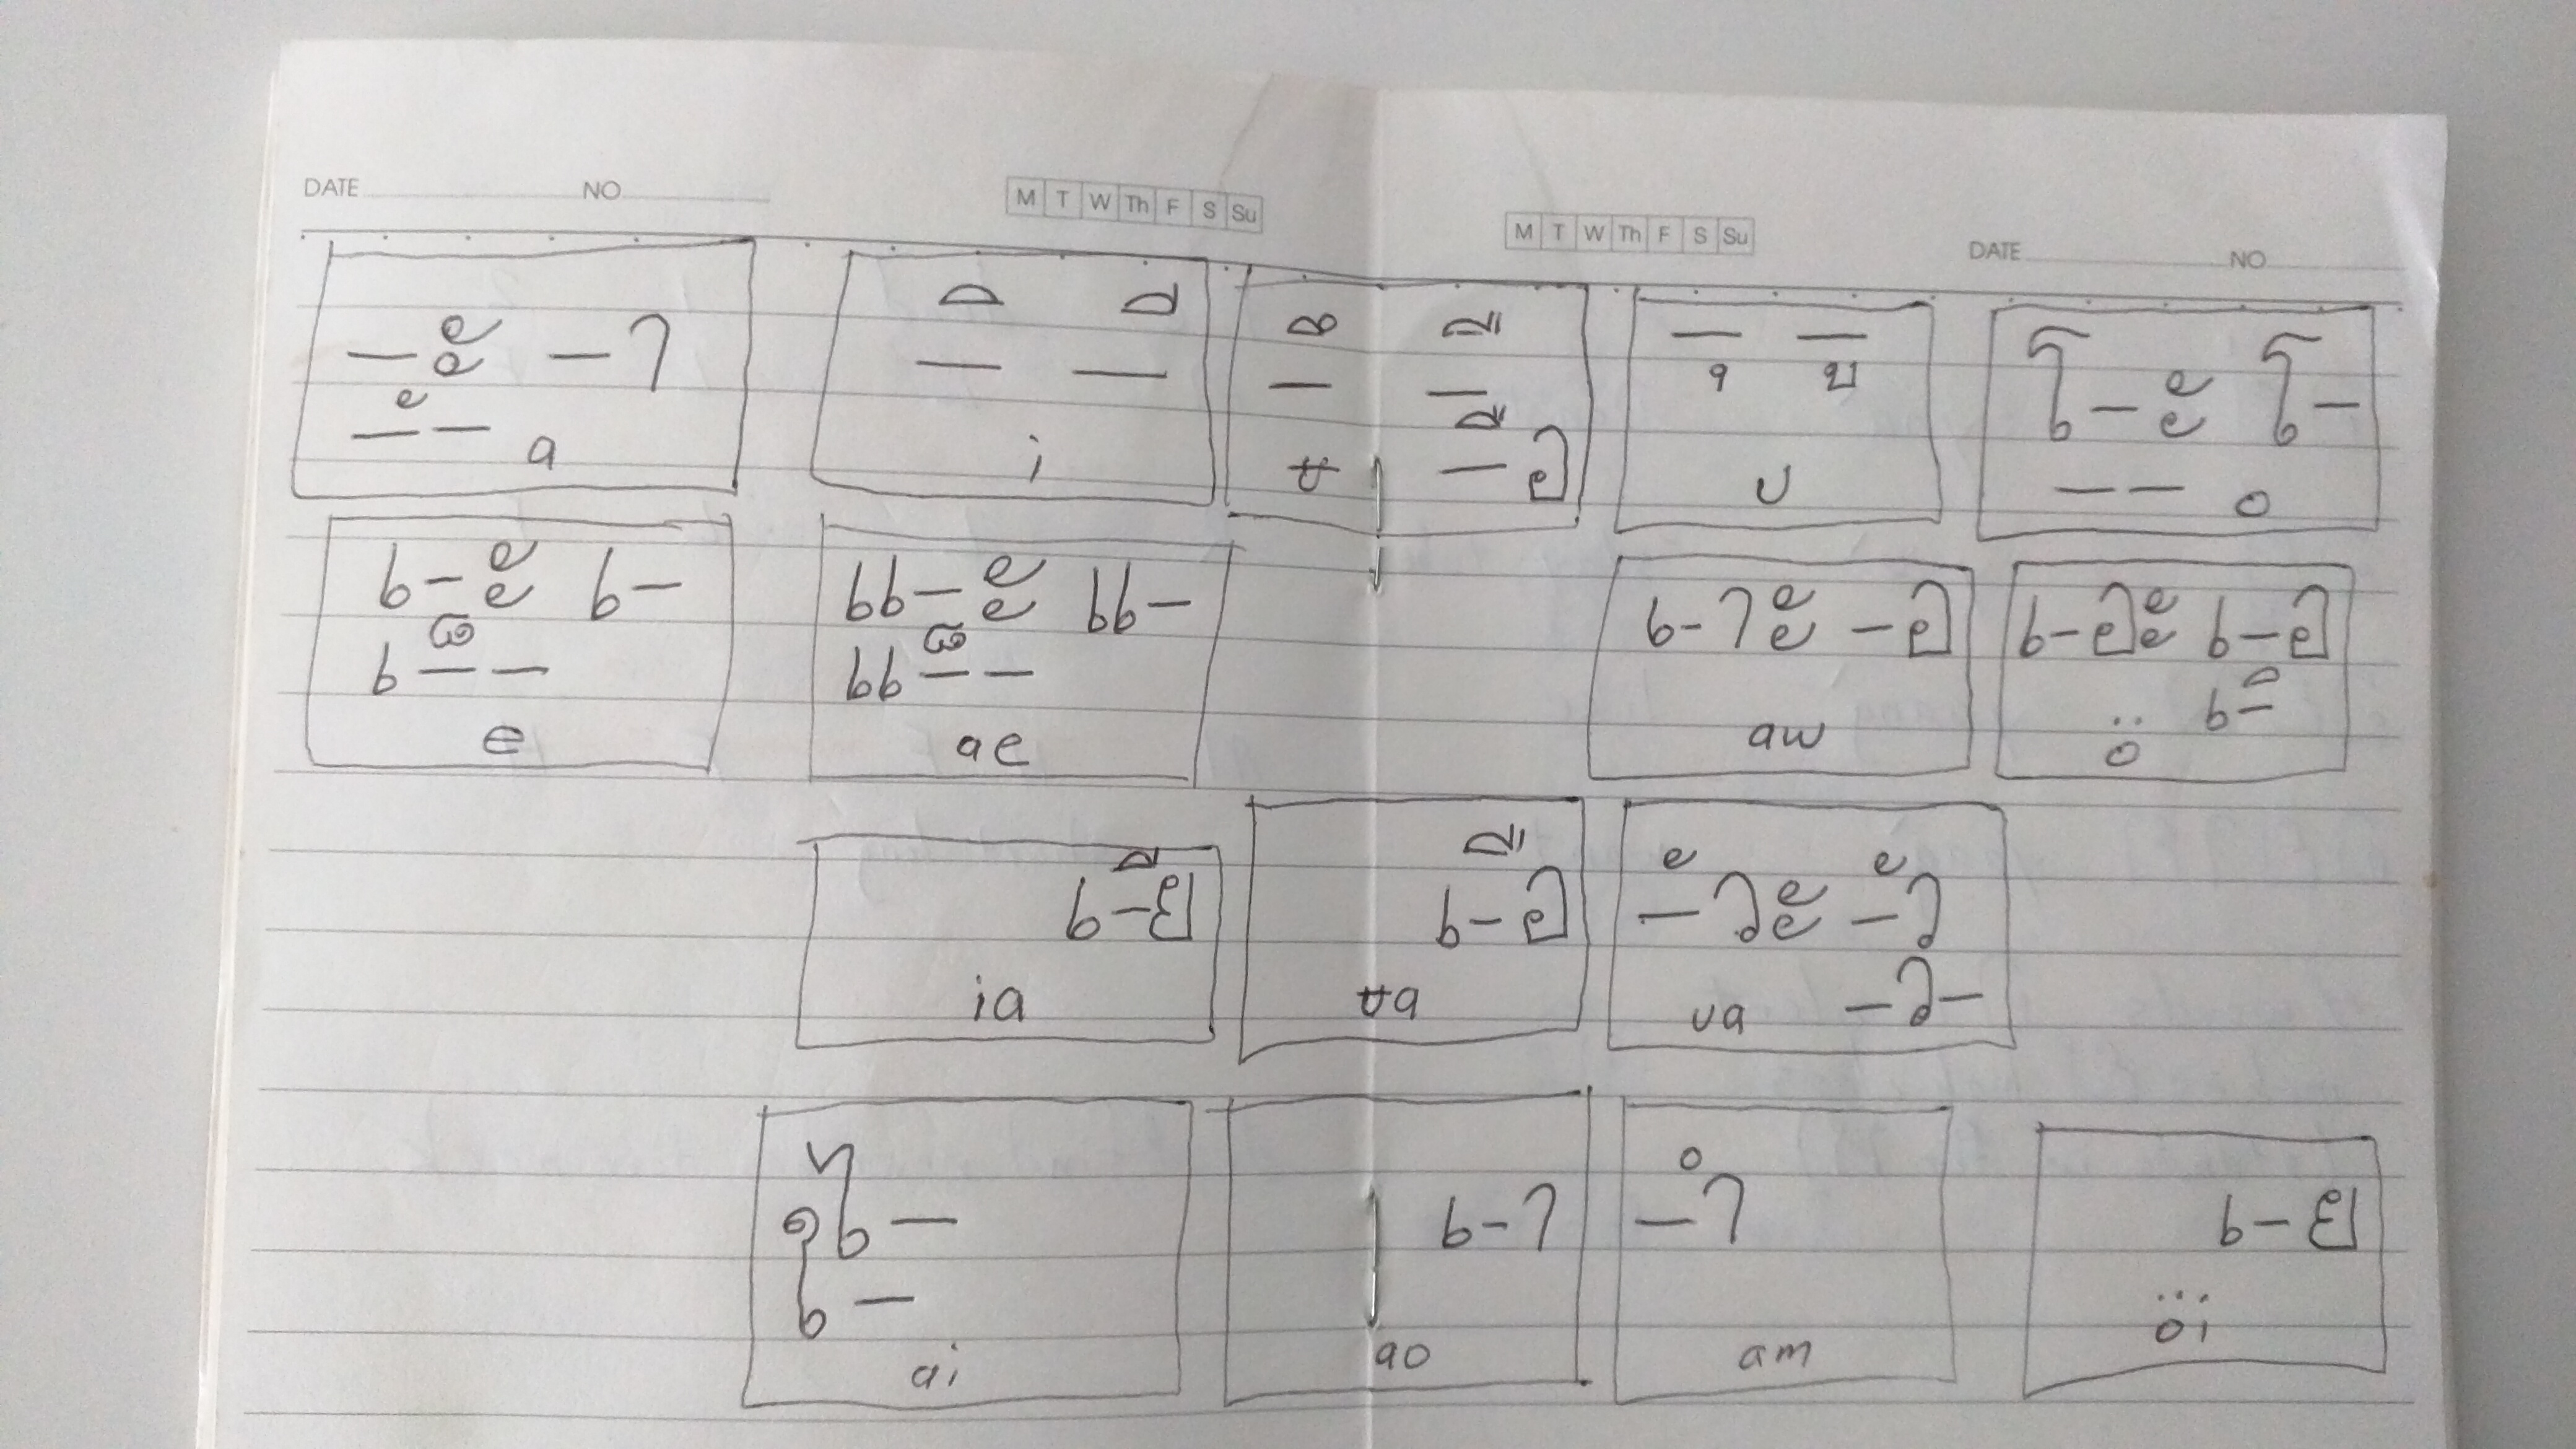 DATE NO M T W Th F S Su
M T W Th F S Su DATE NO
–ะ –า
–ั– a
–ิ –ี
i
–ึ –ื
ʉ –ือ
–ุ –ู
u
โ–ะ โ–
–– o
เ–ะ เ–
เ–็–
e
แ–ะ แ–
แ–็–
ae
เ–าะ –อ
aw
เ–อะ เ–อ
ö เ–ิ
เ–ีย
ia
เ–ือ
ʉa
–ัวะ –ัว
ua –ว–
ไ–
ใ–
ai
เ–า
ao
–ำ
am
เ–ย
öi